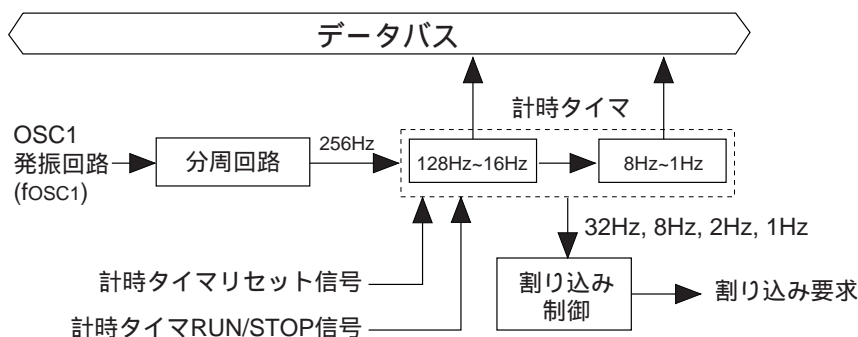 データバス
計時タイマ
OSC1
発振回路
(fOSC1)
分周回路
256Hz
128Hz~16Hz
8Hz~1Hz
32Hz, 8Hz, 2Hz, 1Hz
計時タイマリセット信号
計時タイマRUN/STOP信号
割り込み
制御
割り込み要求